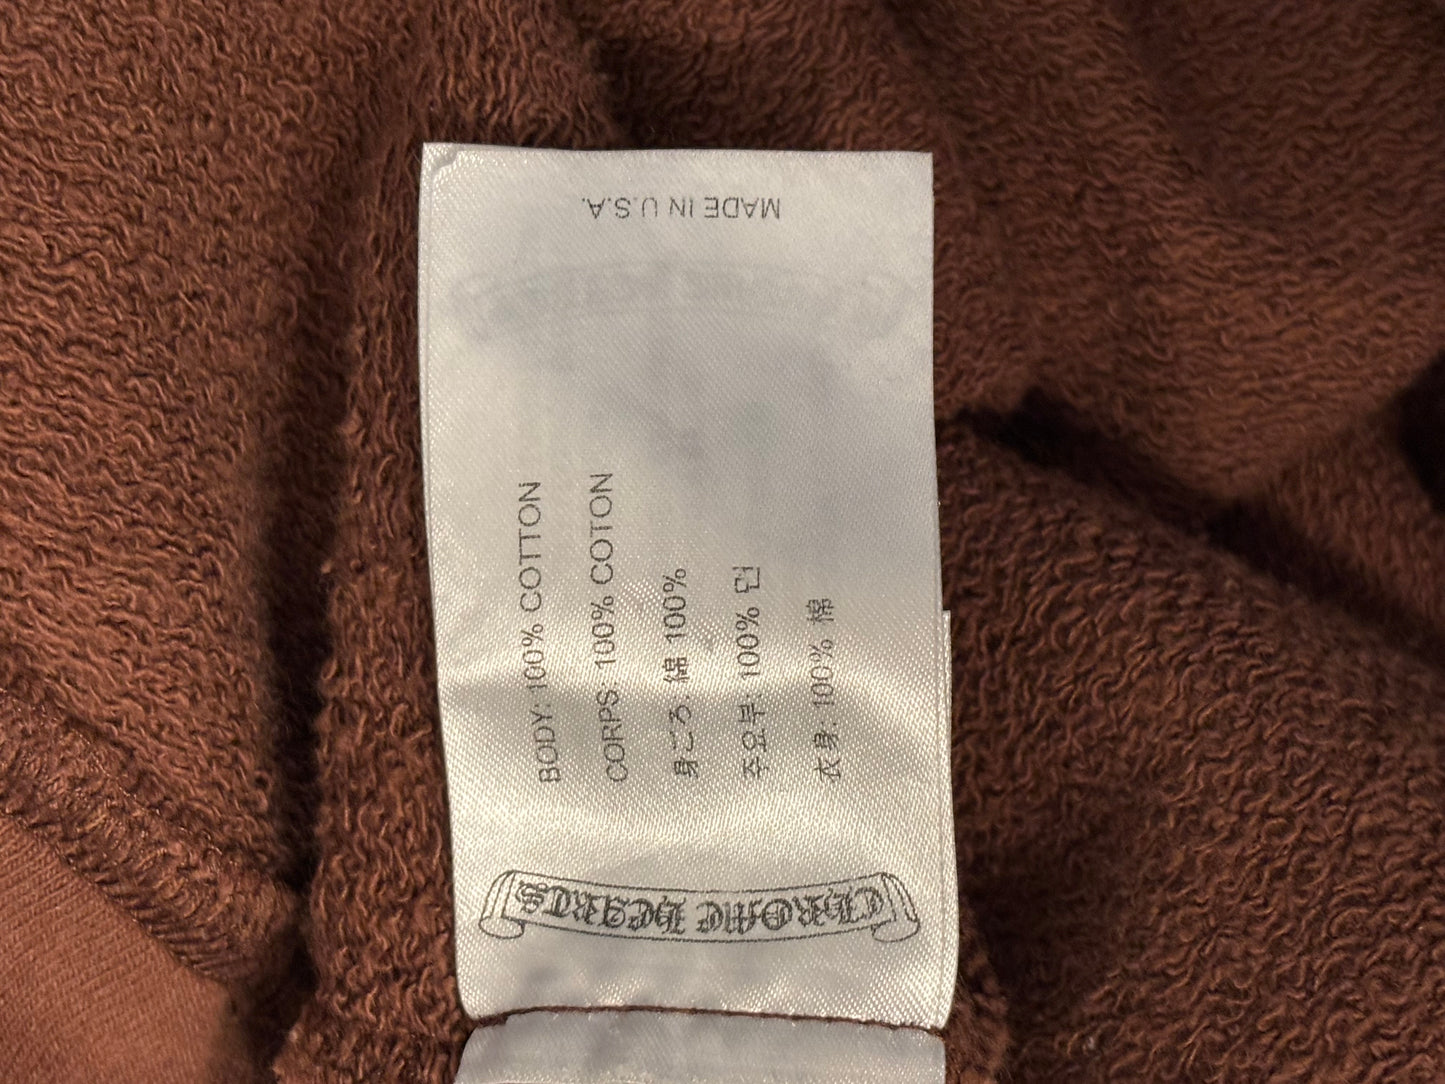 CHROME HEARTS
BODY: 100% COTTON
CORPS: 100% COTON
身ごろ: 綿 100%
주요부: 100% 면
衣身: 100% 棉
MADE IN U.S.A.